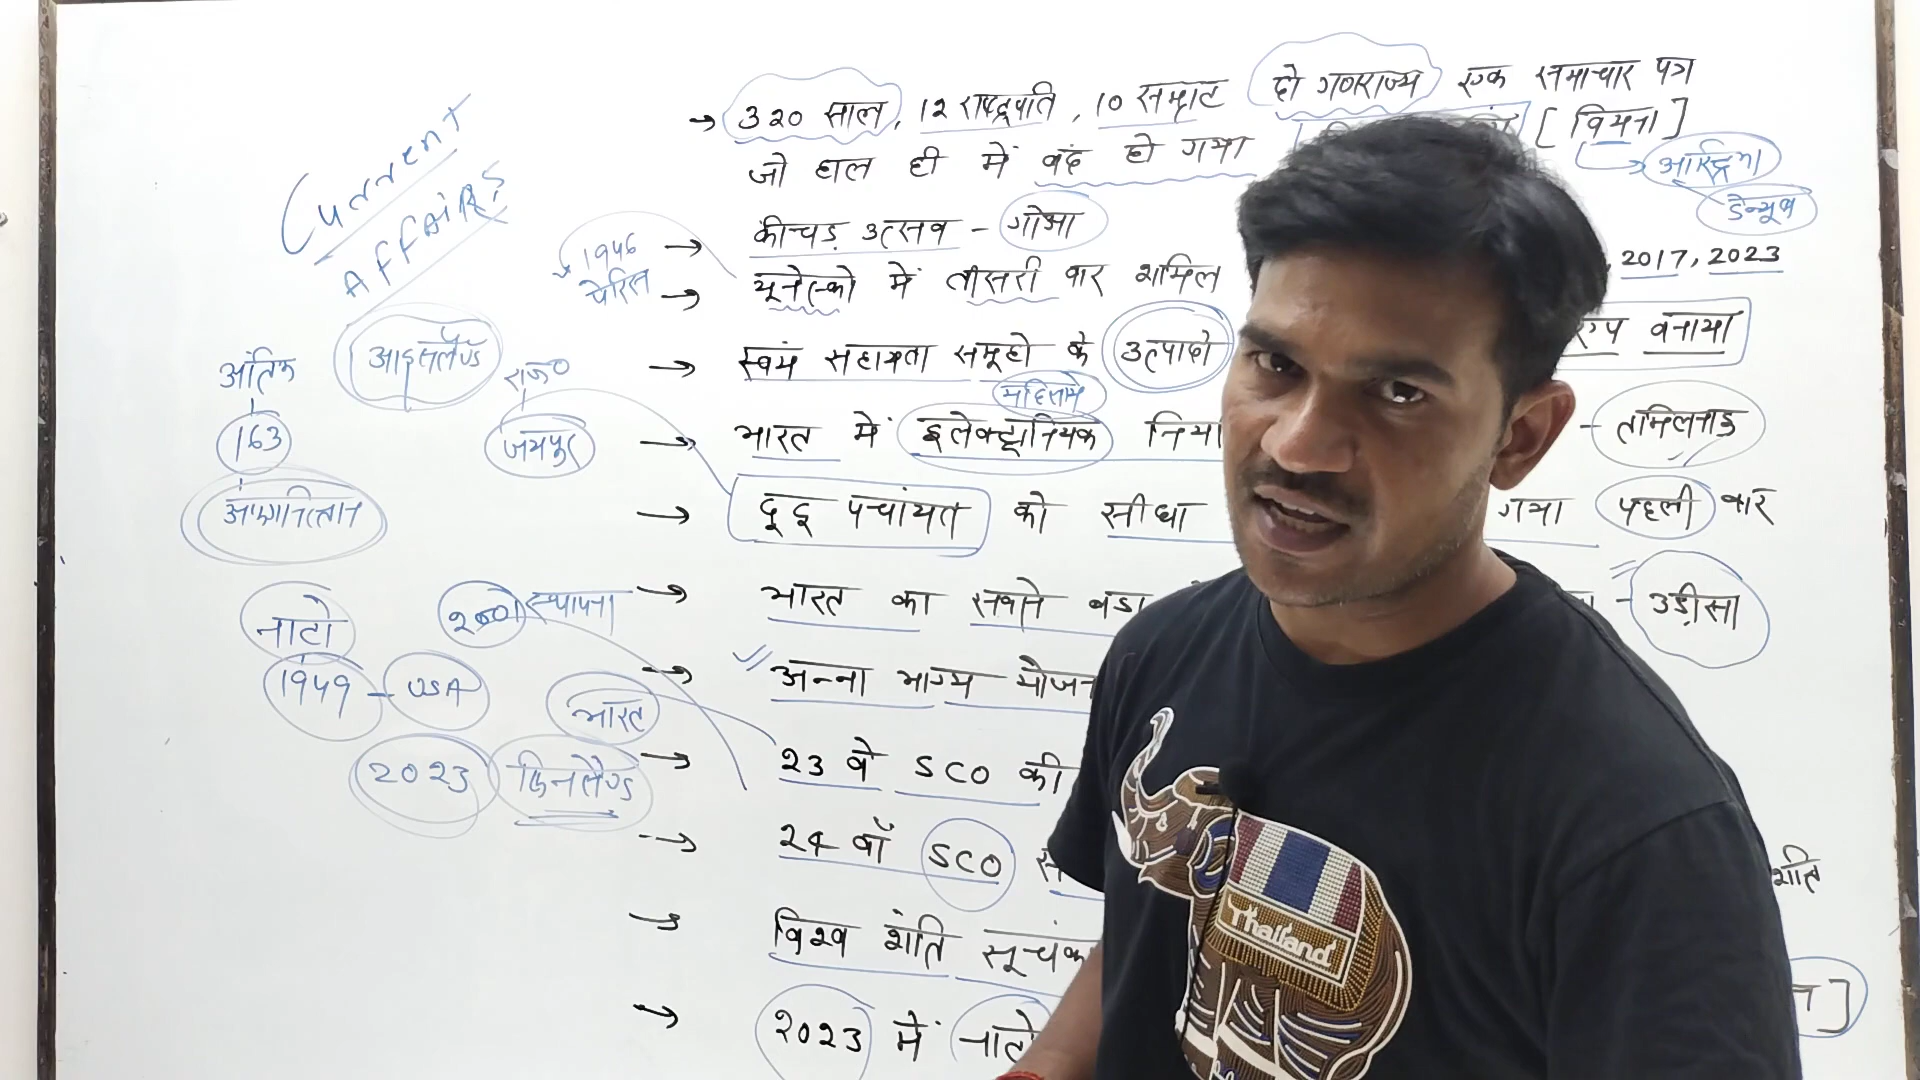 Current
Affairs
→ 320 साल, 12 राष्ट्रपति, 10 सम्राट दो गणराज्य एक समाचार पत्र
जो हाल ही में बंद हो गया [वियना]
आस्ट्रिया
डेन्यूब
→ कीचड़ उत्सव - गोआ
1946
पेरिस
→ यूनेस्को में तीसरी बार शामिल , 2017, 2023
→ स्वयं सहायता समूहो के उत्पादो एप बनाया
महिलाये
→ भारत में इलेक्ट्रानिक निर्या - तमिलनाडु
→ दूदू पंचायत को सीधा गया पहली बार
→ भारत का सबसे बडा - उड़ीसा
→ अन्ना भाग्य योजन
→ 23 वे SCO की
→ 24 वाँ SCO स
शील
→ विश्व शंति सूचंक
→ 2023 में नाटो
आइसलैण्ड
अंतिम
163
अफगानिस्तान
राज०
जयपुर
नाटो
1949 - USA
2023 फिनलैण्ड
2001 स्थापना
भारत
Thailand